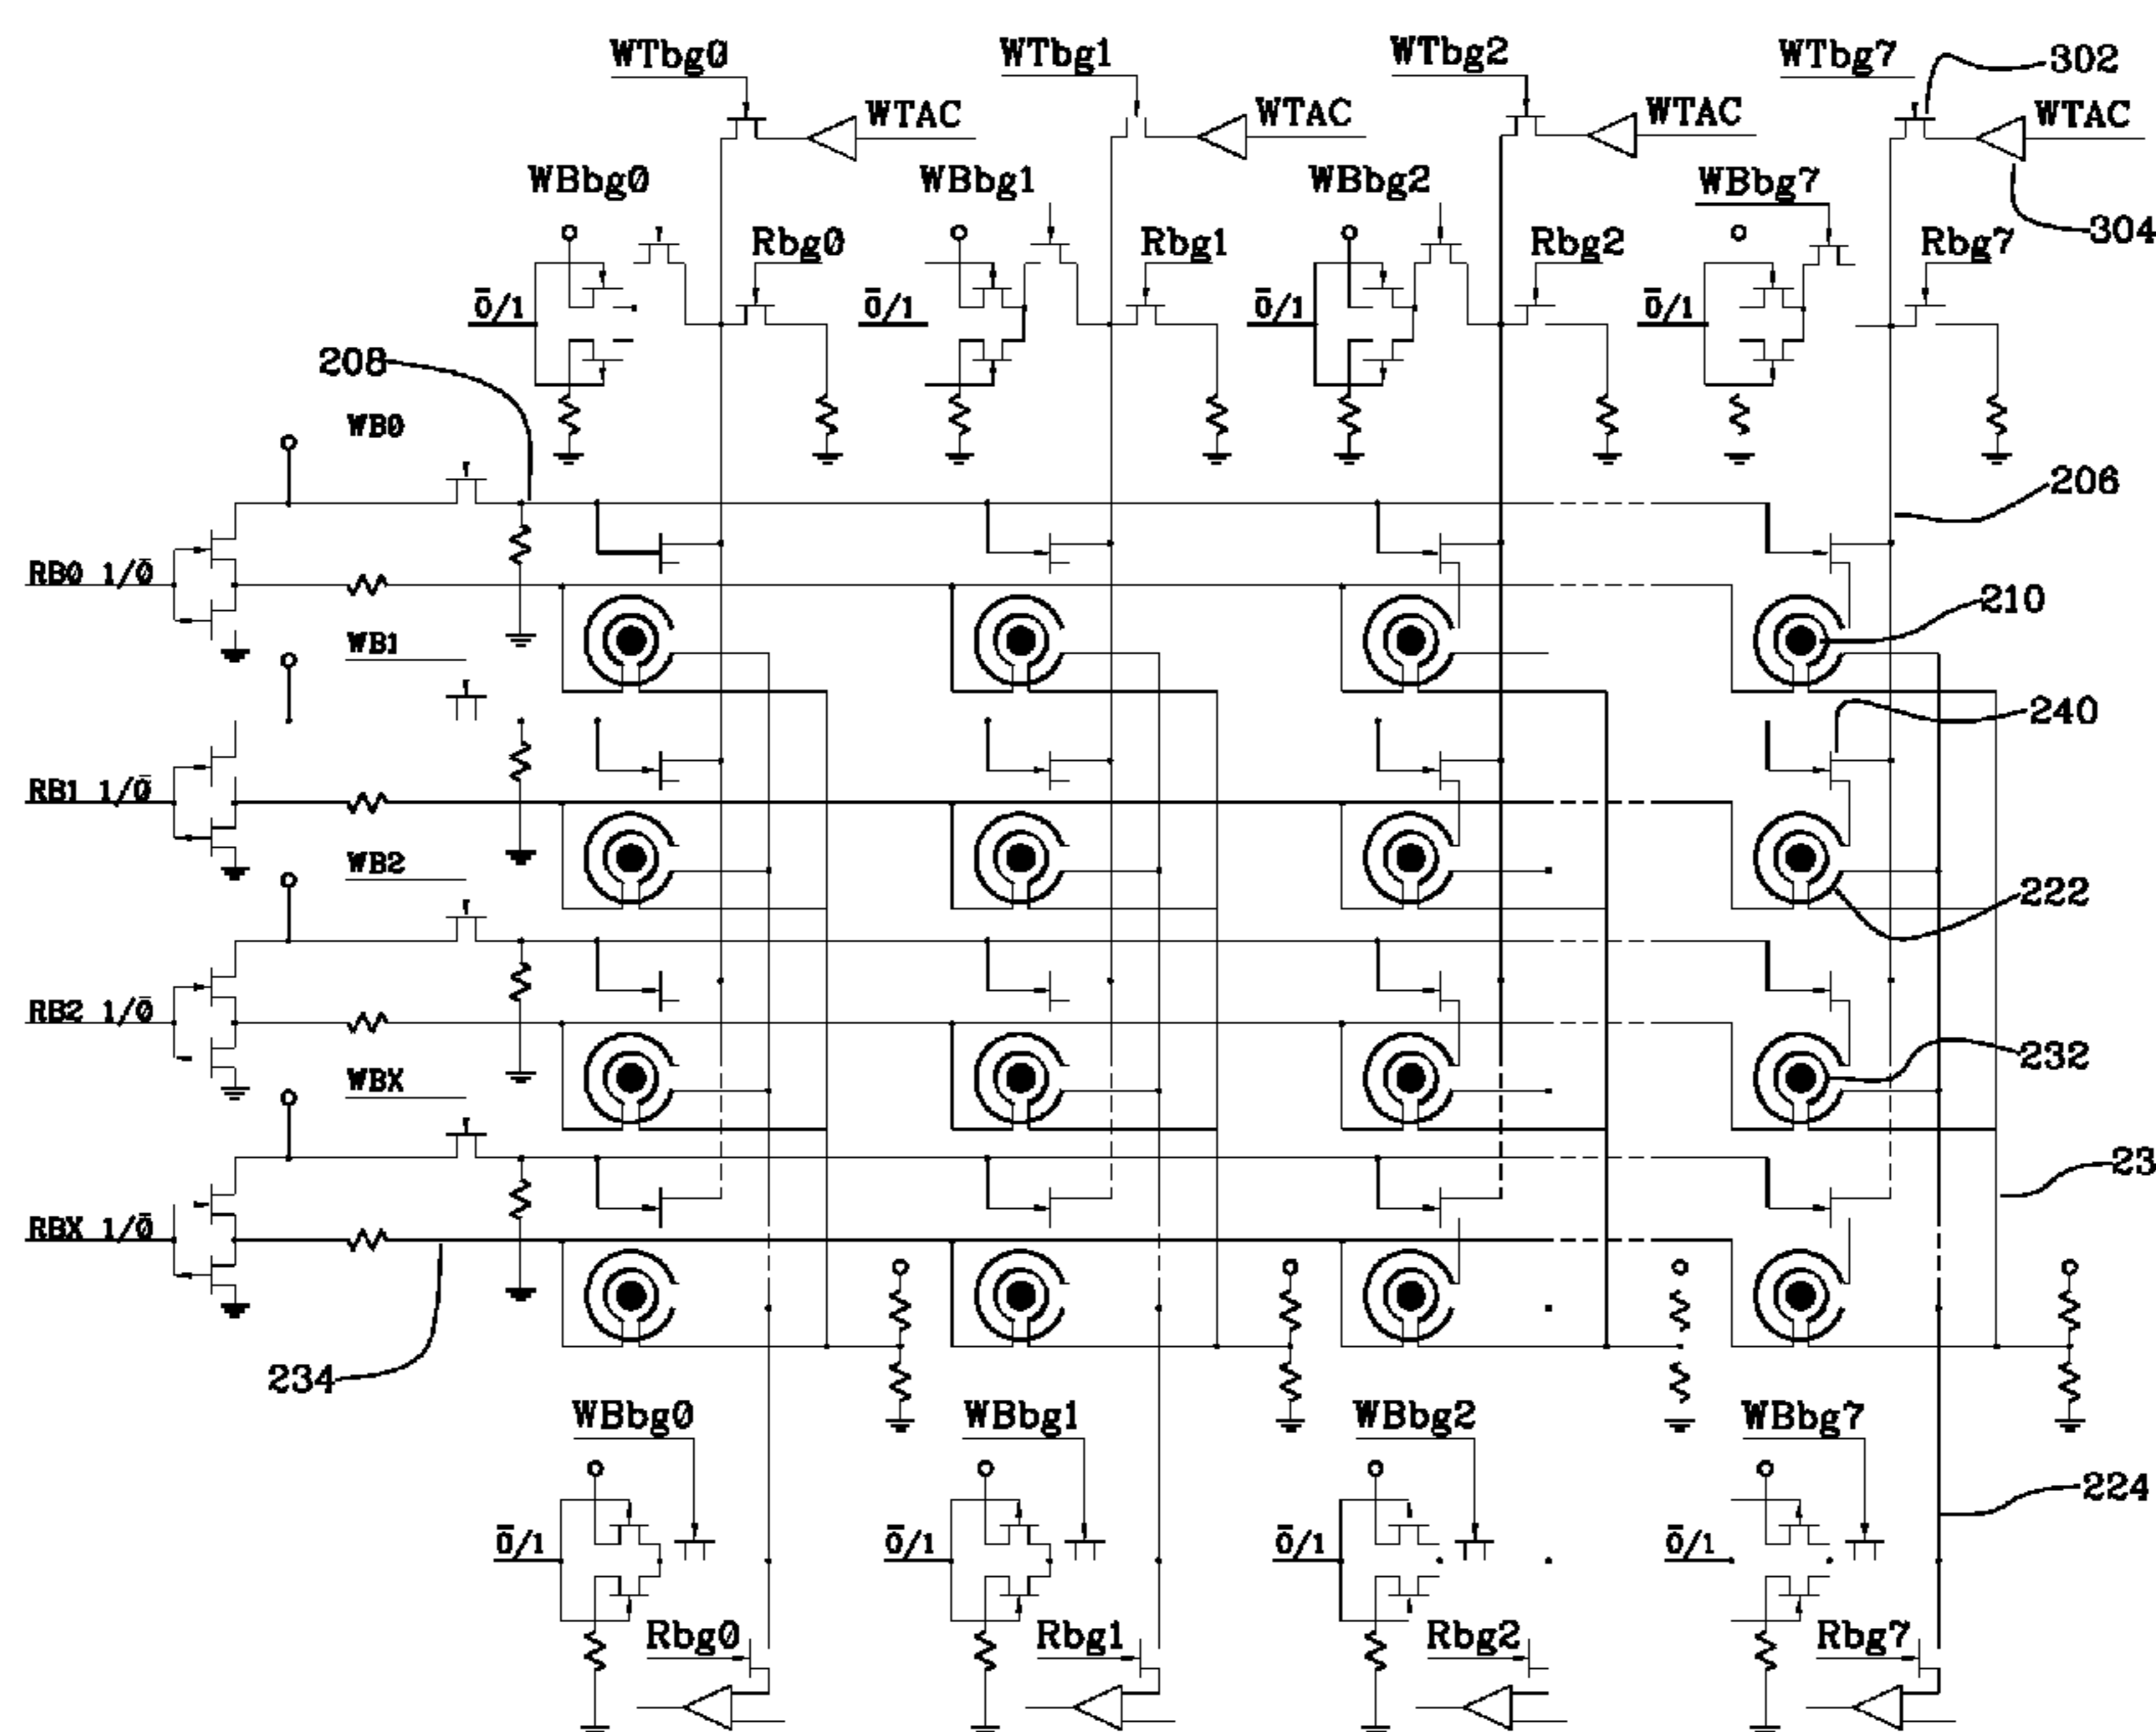 WTbg0 WTbg1 WTbg2 WTbg7 302
WTAC WTAC WTAC WTAC
WBbg0 WBbg1 WBbg2 WBbg7
304
Rbg0 Rbg1 Rbg2 Rbg7
0̅/1 0̅/1 0̅/1 0̅/1
208
WB0
206
RB0 1/0̅
210
WB1
240
RB1 1/0̅
WB2
222
RB2 1/0̅
232
WBX
23
RBX 1/0̅
234
WBbg0 WBbg1 WBbg2 WBbg7
224
0̅/1 0̅/1 0̅/1 0̅/1
Rbg0 Rbg1 Rbg2 Rbg7